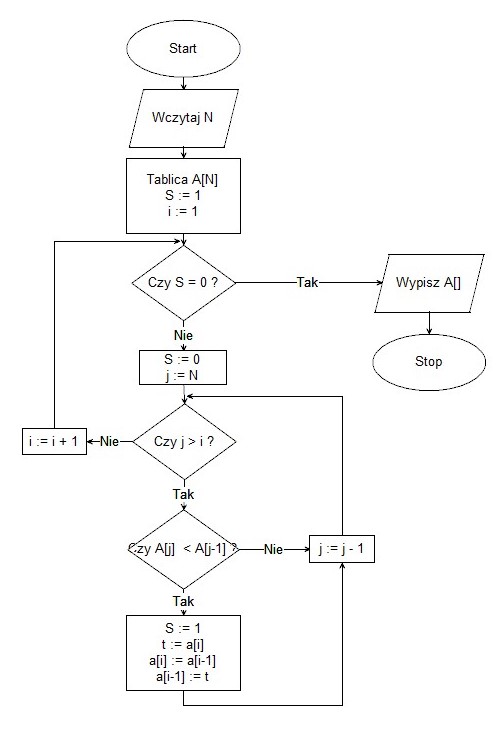 Start
Wczytaj N
Tablica A[N]
S := 1
i := 1
Czy S = 0 ?
Tak
Wypisz A[]
Stop
Nie
S := 0
j := N
Czy j > i ?
Nie
i := i + 1
Tak
Czy A[j] < A[j-1] ?
Nie
j := j - 1
Tak
S := 1
t := a[i]
a[i] := a[i-1]
a[i-1] := t